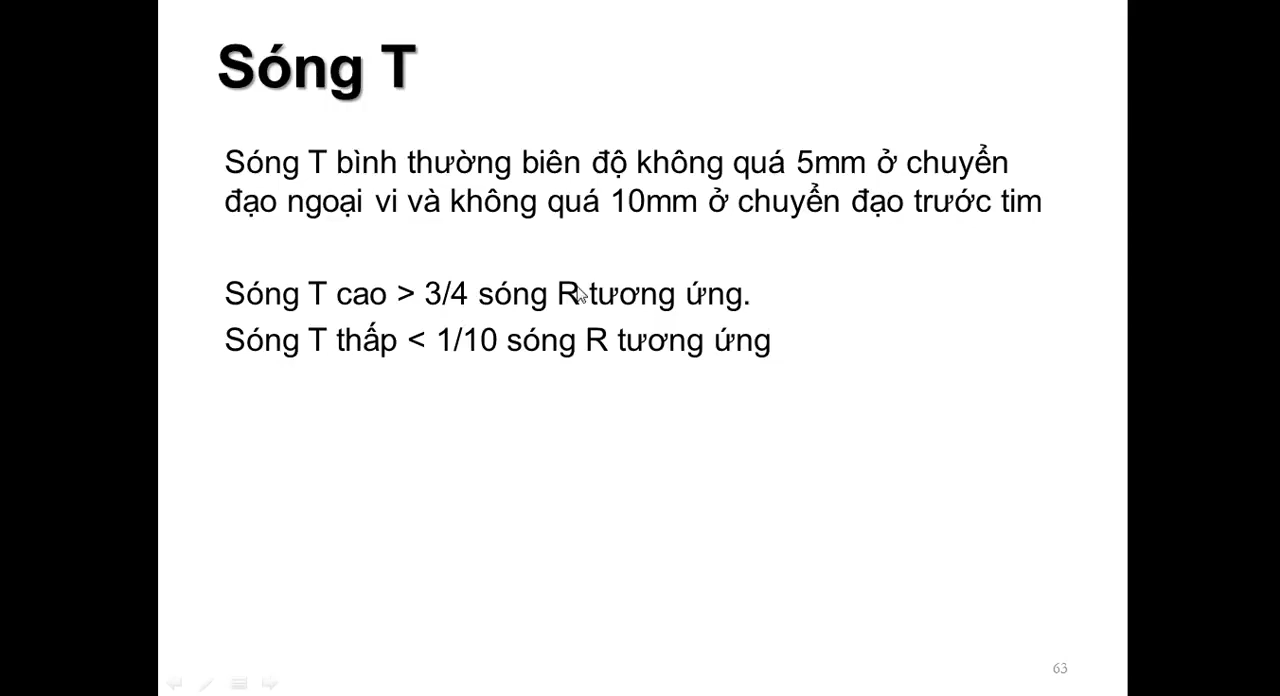 Sóng T
Sóng T bình thường biên độ không quá 5mm ở chuyển
đạo ngoại vi và không quá 10mm ở chuyển đạo trước tim
Sóng T cao > 3/4 sóng R tương ứng.
Sóng T thấp < 1/10 sóng R tương ứng
63